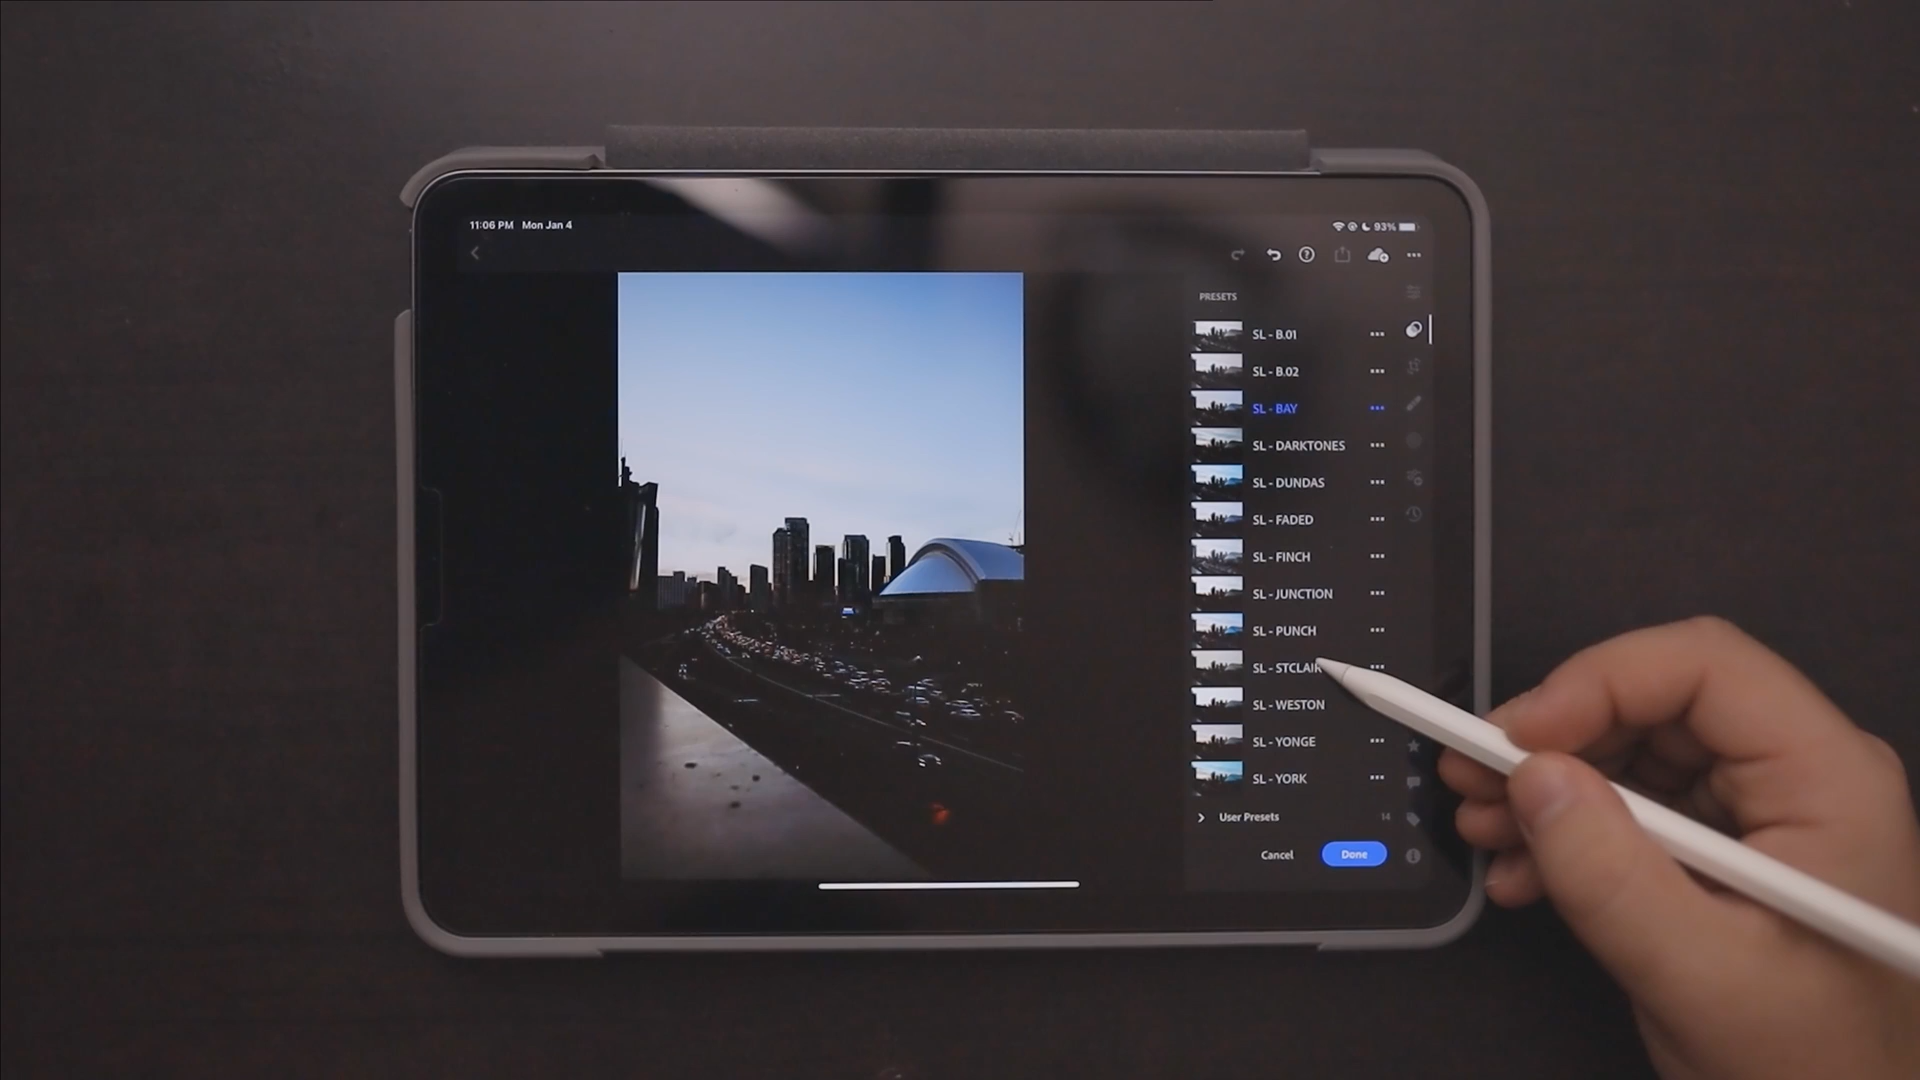 11:06 PM Mon Jan 4
93%
PRESETS
SL - B.01
SL - B.02
SL - BAY
SL - DARKTONES
SL - DUNDAS
SL - FADED
SL - FINCH
SL - JUNCTION
SL - PUNCH
SL - STCLAIR
SL - WESTON
SL - YONGE
SL - YORK
User Presets 14
Cancel Done